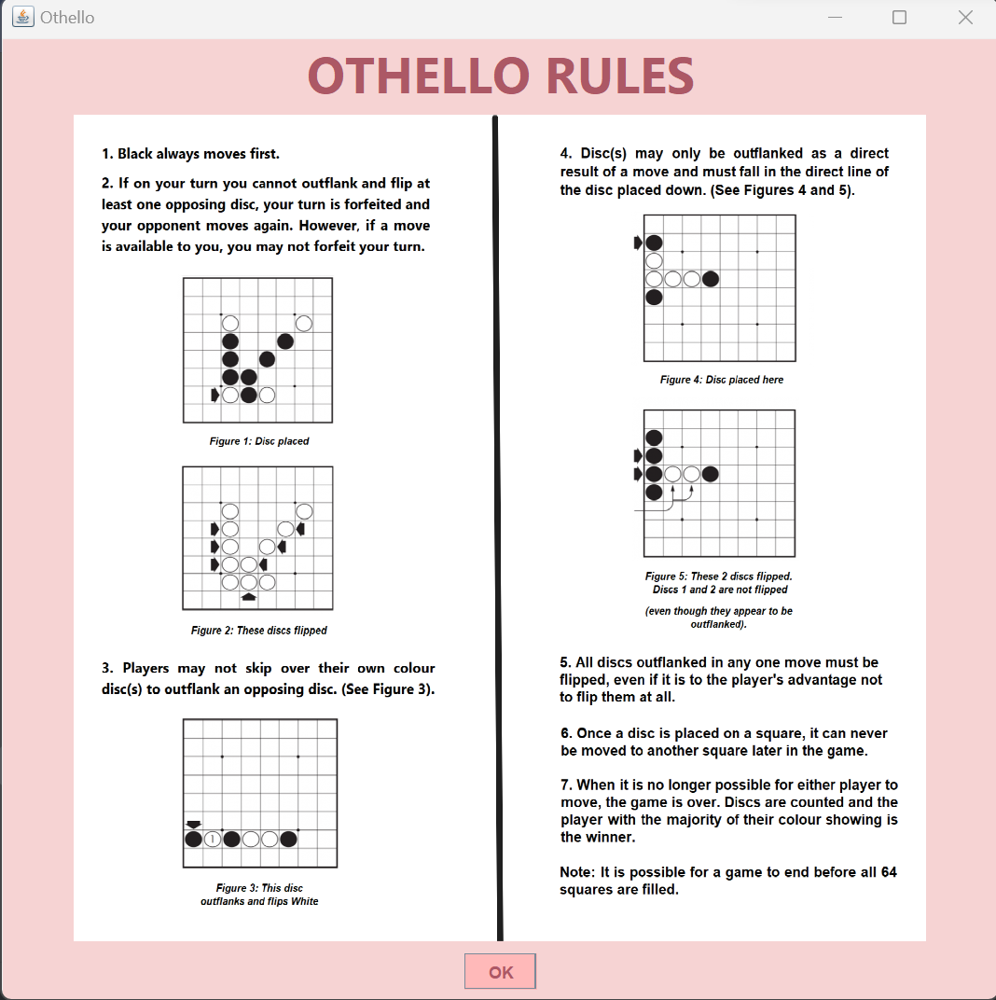 Othello
OTHELLO RULES
1. Black always moves first.
2. If on your turn you cannot outflank and flip at
least one opposing disc, your turn is forfeited and
your opponent moves again. However, if a move
is available to you, you may not forfeit your turn.
Figure 1: Disc placed
Figure 2: These discs flipped
3. Players may not skip over their own colour
disc(s) to outflank an opposing disc. (See Figure 3).
1
Figure 3: This disc
outflanks and flips White
4. Disc(s) may only be outflanked as a direct
result of a move and must fall in the direct line of
the disc placed down. (See Figures 4 and 5).
Figure 4: Disc placed here
Figure 5: These 2 discs flipped.
Discs 1 and 2 are not flipped
(even though they appear to be
outflanked).
5. All discs outflanked in any one move must be
flipped, even if it is to the player's advantage not
to flip them at all.
6. Once a disc is placed on a square, it can never
be moved to another square later in the game.
7. When it is no longer possible for either player to
move, the game is over. Discs are counted and the
player with the majority of their colour showing is
the winner.
Note: It is possible for a game to end before all 64
squares are filled.
OK